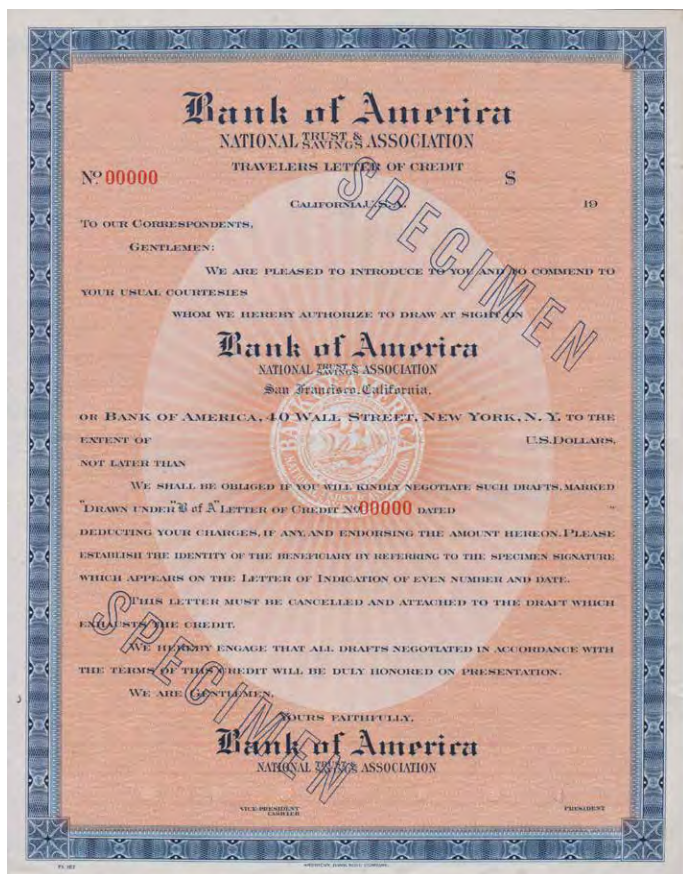 Bank of America
NATIONAL TRUST & SAVINGS ASSOCIATION
TRAVELERS LETTER OF CREDIT
Nº 00000 $
CALIFORNIA, U.S.A. 19
TO OUR CORRESPONDENTS,
GENTLEMEN:
WE ARE PLEASED TO INTRODUCE TO YOU AND TO COMMEND TO
YOUR USUAL COURTESIES
WHOM WE HEREBY AUTHORIZE TO DRAW AT SIGHT ON
SPECIMEN
Bank of America
NATIONAL TRUST & SAVINGS ASSOCIATION
San Francisco, California,
OR BANK OF AMERICA, 40 WALL STREET, NEW YORK, N. Y. TO THE
EXTENT OF U.S. DOLLARS,
NOT LATER THAN
WE SHALL BE OBLIGED IF YOU WILL KINDLY NEGOTIATE SUCH DRAFTS, MARKED
"DRAWN UNDER "B of A" LETTER OF CREDIT Nº 00000 DATED "
DEDUCTING YOUR CHARGES, IF ANY, AND ENDORSING THE AMOUNT HEREON. PLEASE
ESTABLISH THE IDENTITY OF THE BENEFICIARY BY REFERRING TO THE SPECIMEN SIGNATURE
WHICH APPEARS ON THE LETTER OF INDICATION OF EVEN NUMBER AND DATE.
THIS LETTER MUST BE CANCELLED AND ATTACHED TO THE DRAFT WHICH
EXHAUSTS THE CREDIT.
WE HEREBY ENGAGE THAT ALL DRAFTS NEGOTIATED IN ACCORDANCE WITH
THE TERMS OF THIS CREDIT WILL BE DULY HONORED ON PRESENTATION.
WE ARE GENTLEMEN,
SPECIMEN
YOURS FAITHFULLY,
Bank of America
NATIONAL TRUST & SAVINGS ASSOCIATION
VICE-PRESIDENT PRESIDENT
CASHIER
AMERICAN BANK NOTE COMPANY.